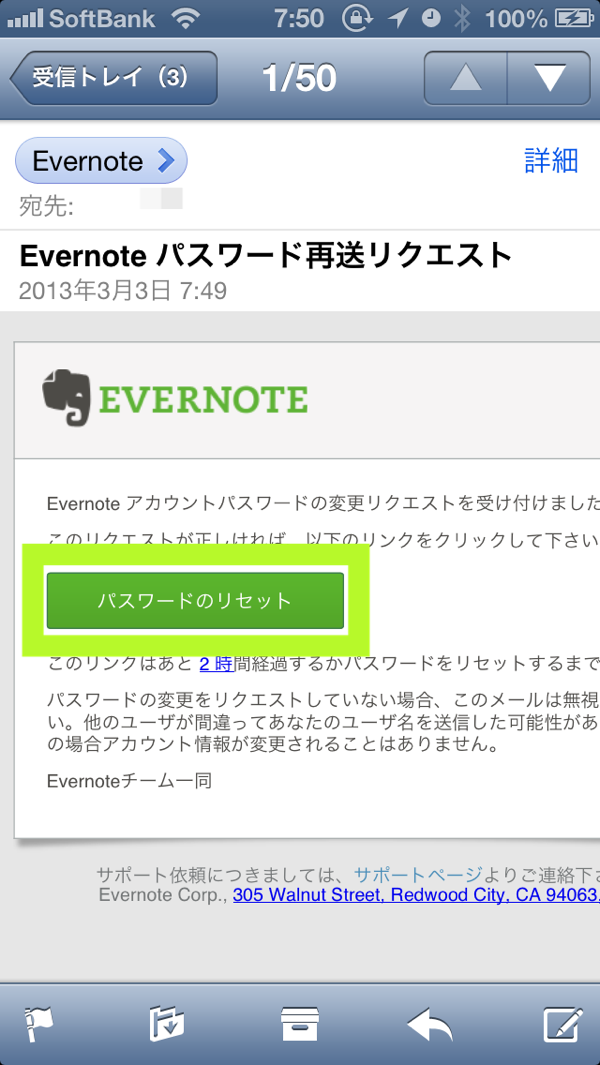 SoftBank 7:50 100%
受信トレイ（3） 1/50
Evernote 詳細
宛先:
Evernote パスワード再送リクエスト
2013年3月3日 7:49
EVERNOTE
Evernote アカウントパスワードの変更リクエストを受け付けました
このリクエストが正しければ、以下のリンクをクリックして下さい
パスワードのリセット
このリンクはあと 2 時間経過するかパスワードをリセットするまで
パスワードの変更をリクエストしていない場合、このメールは無視
い。他のユーザが間違ってあなたのユーザ名を送信した可能性があ
の場合アカウント情報が変更されることはありません。
Evernoteチーム一同
サポート依頼につきましては、サポートページよりご連絡下さ
Evernote Corp., 305 Walnut Street, Redwood City, CA 94063,